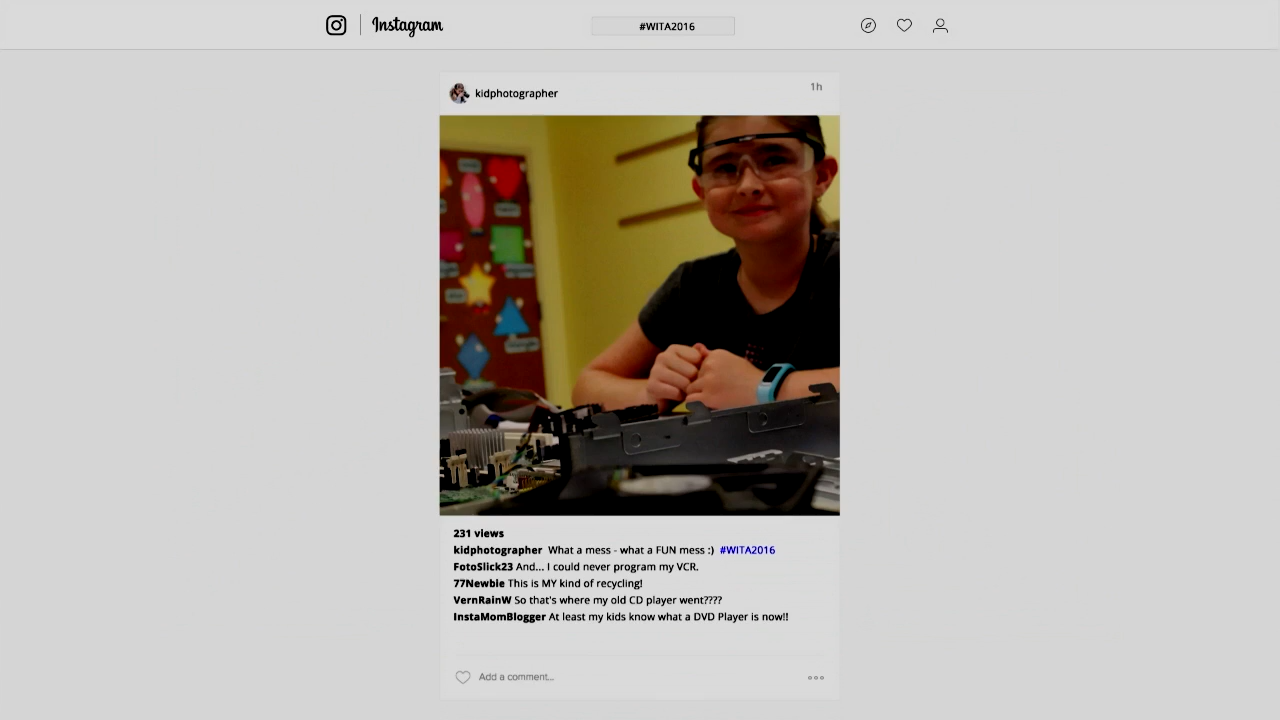 Instagram
#WITA2016
kidphotographer
1h
231 views
kidphotographer What a mess - what a FUN mess :) #WITA2016
FotoSlick23 And... I could never program my VCR.
77Newbie This is MY kind of recycling!
VernRainW So that's where my old CD player went????
InstaMomBlogger At least my kids know what a DVD Player is now!!
Add a comment...